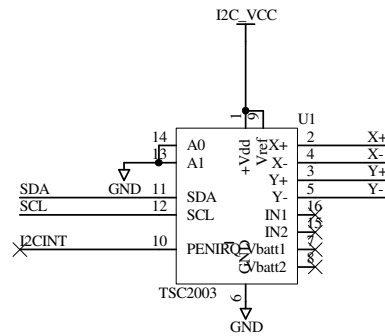 I2C_VCC
1
9
U1
+Vdd
Vref
14 A0
13 A1
GND
SDA 11 SDA
SCL 12 SCL
I2CINT 10 PENIRQ
X+ 2 X+
X- 4 X-
Y+ 3 Y+
Y- 5 Y-
IN1 16
IN2 15
Vbatt1 7
Vbatt2 8
GND
TSC2003
6
GND